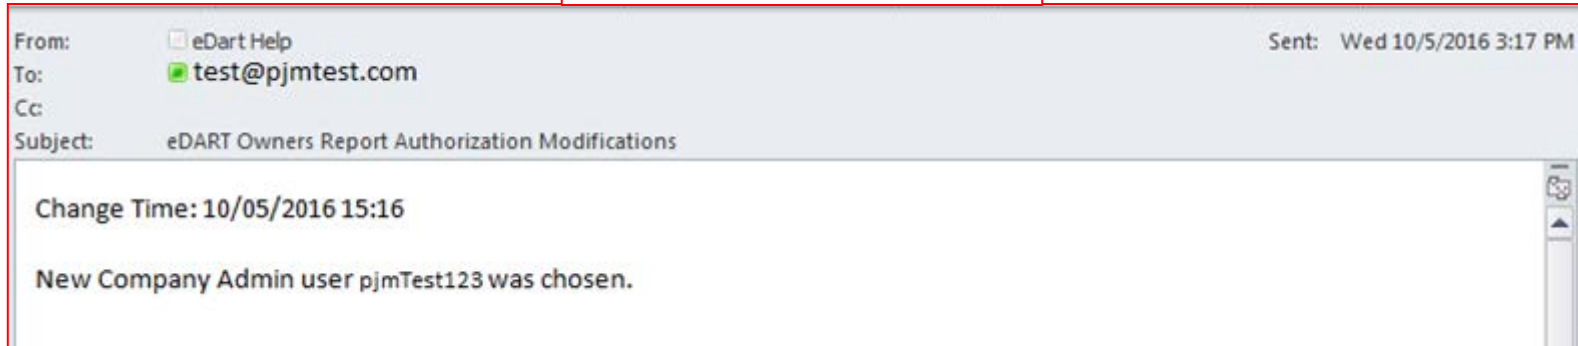 From: eDart Help Sent: Wed 10/5/2016 3:17 PM
To: test@pjmtest.com
Cc:
Subject: eDART Owners Report Authorization Modifications
Change Time: 10/05/2016 15:16
New Company Admin user pjmTest123 was chosen.